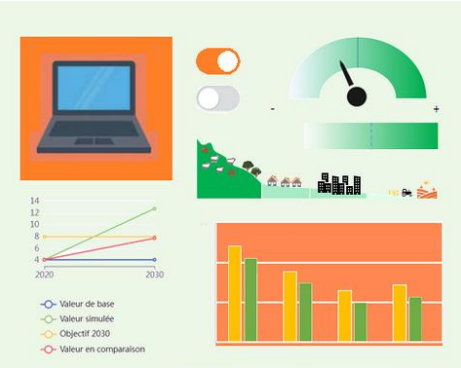 -
+
14
12
10
8
6
4
2020 2030
Valeur de base
Valeur simulée
Objectif 2030
Valeur en comparaison